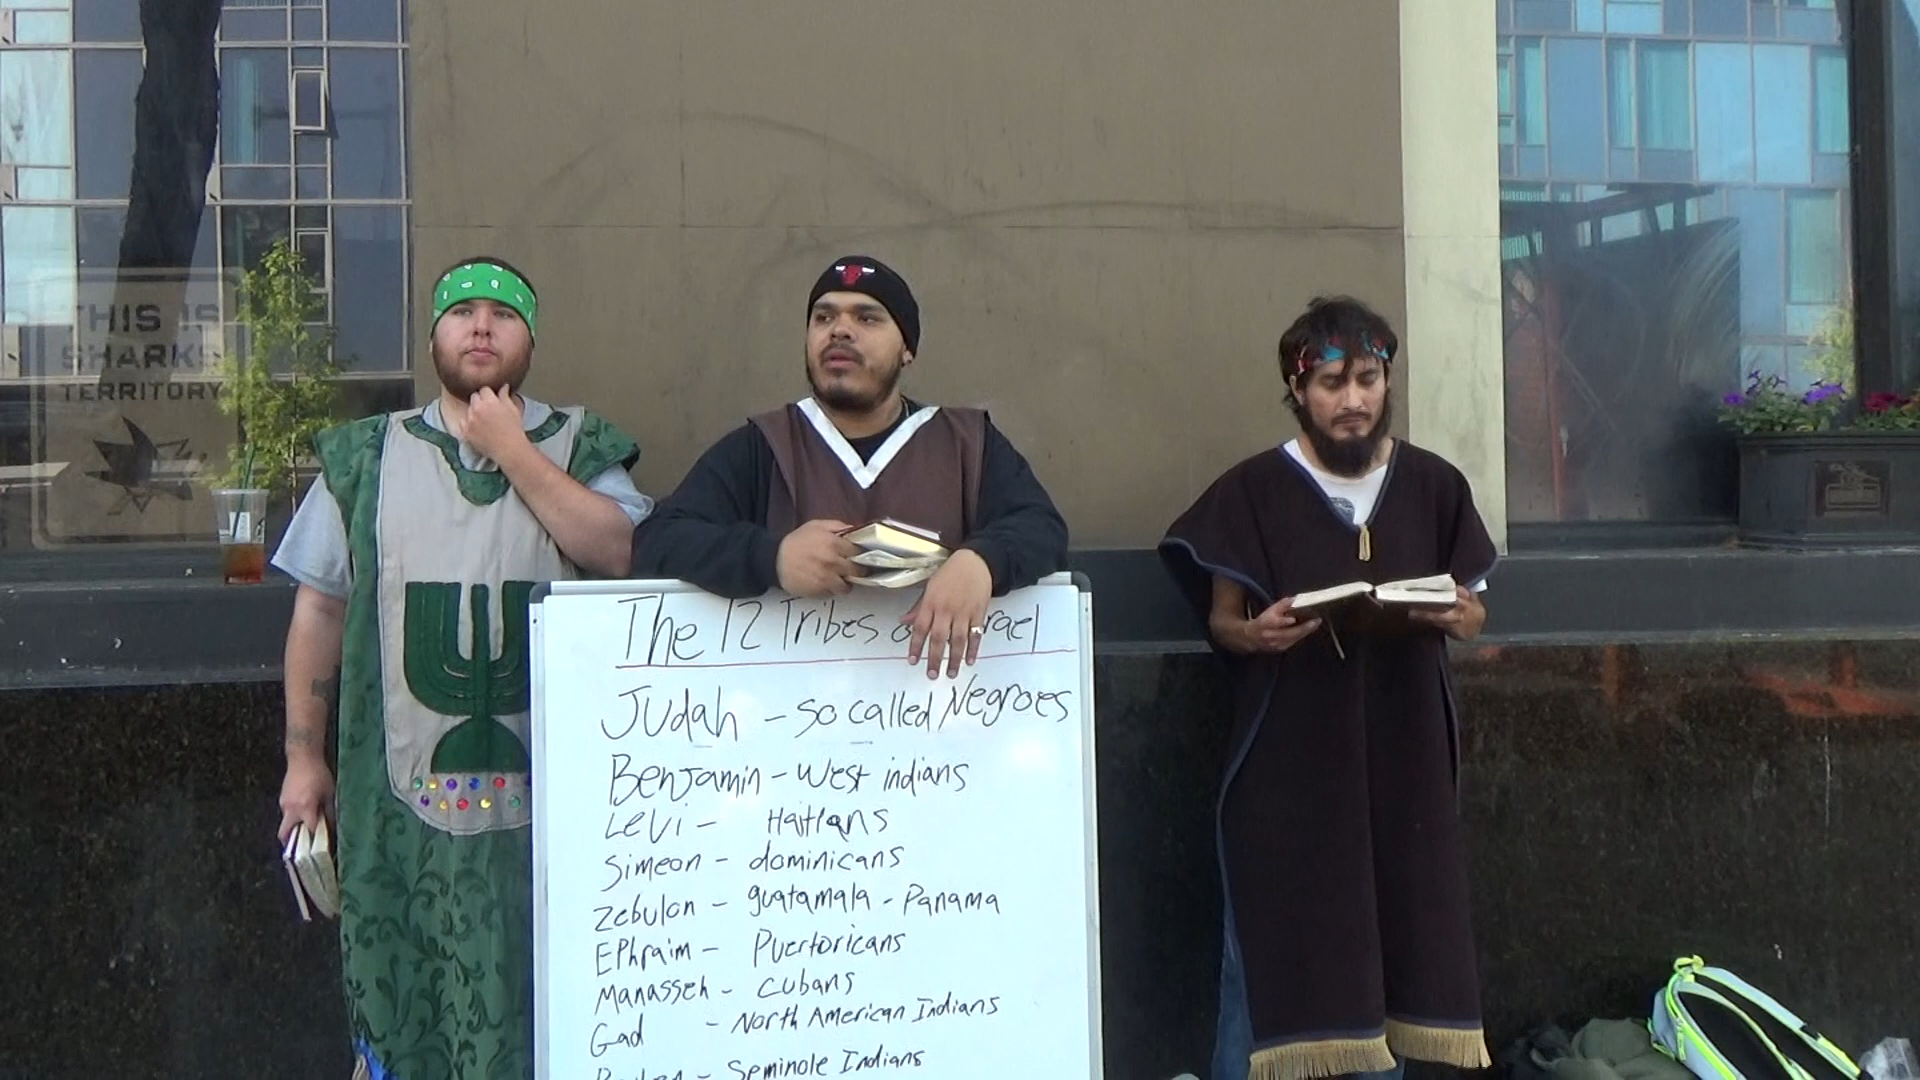 THIS IS
SHARKS
TERRITORY
The 12 Tribes
Judah - so called Negroes
Benjamin - West indians
Levi - Haitians
Simeon - dominicans
Zebulon - guatamala - Panama
Ephraim - Puertoricans
Manasseh - Cubans
Gad - North American Indians
- Seminole Indians